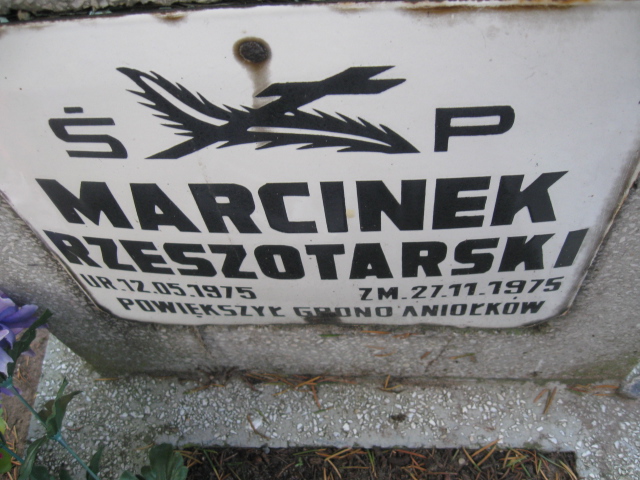 Ś P
MARCINEK
RZESZOTARSKI
UR.12.05.1975 ZM.27.11.1975
POWIĘKSZYŁ GRONO ANIOŁKÓW